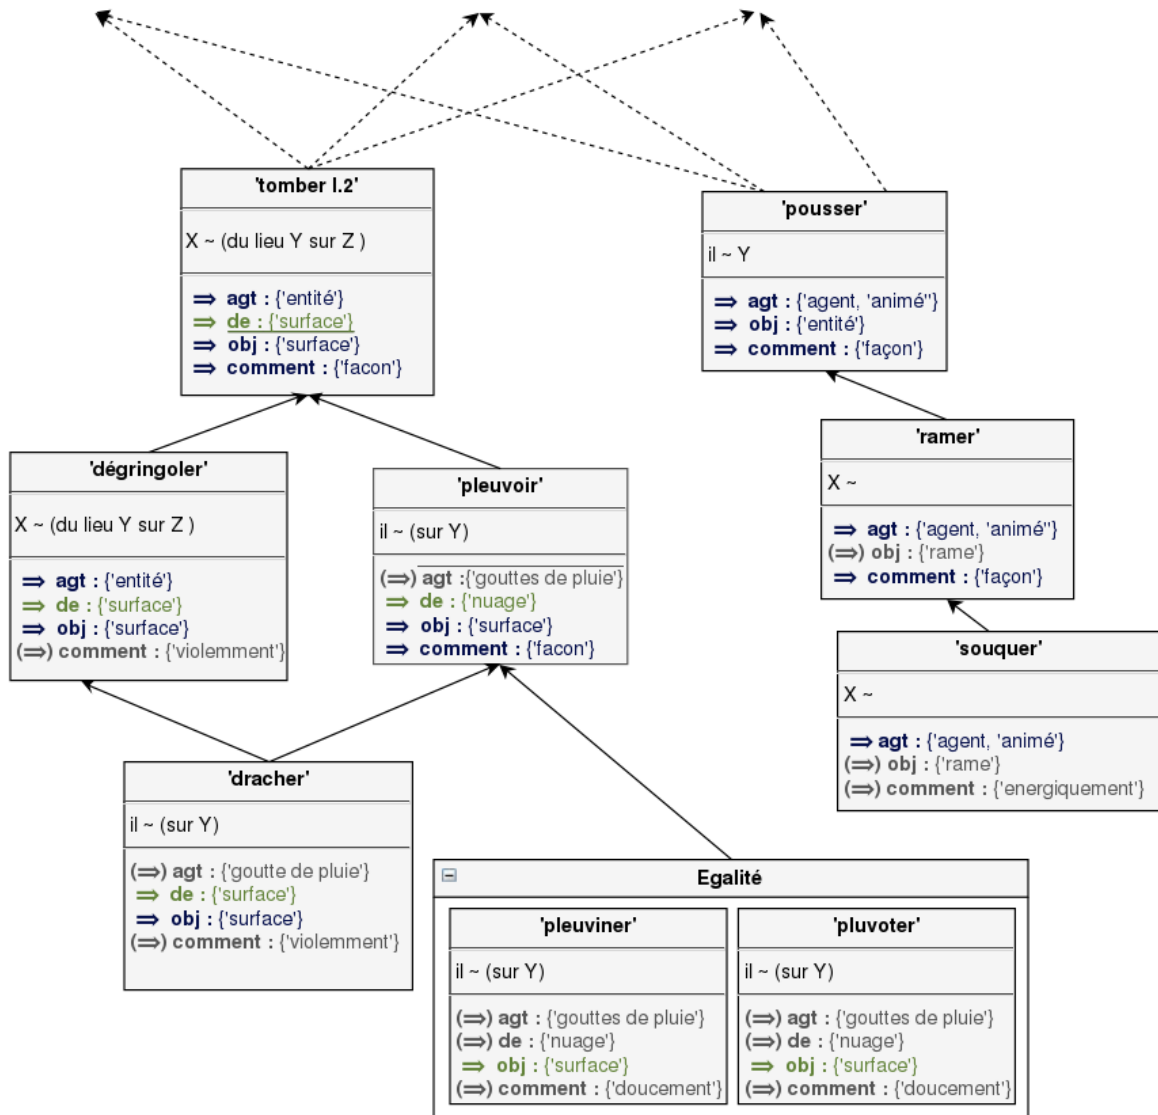 'tomber I.2'
X ~ (du lieu Y sur Z )
⇒ agt : {'entité'}
⇒ de : {'surface'}
⇒ obj : {'surface'}
⇒ comment : {'facon'}
'pousser'
il ~ Y
⇒ agt : {'agent, 'animé''}
⇒ obj : {'entité'}
⇒ comment : {'façon'}
'dégringoler'
X ~ (du lieu Y sur Z )
⇒ agt : {'entité'}
⇒ de : {'surface'}
⇒ obj : {'surface'}
(⇒) comment : {'violemment'}
'pleuvoir'
il ~ (sur Y)
(⇒) agt :{'gouttes de pluie'}
⇒ de : {'nuage'}
⇒ obj : {'surface'}
⇒ comment : {'facon'}
'ramer'
X ~
⇒ agt : {'agent, 'animé''}
(⇒) obj : {'rame'}
⇒ comment : {'façon'}
'souquer'
X ~
⇒ agt : {'agent, 'animé'}
(⇒) obj : {'rame'}
(⇒) comment : {'energiquement'}
'dracher'
il ~ (sur Y)
(⇒) agt : {'goutte de pluie'}
⇒ de : {'surface'}
⇒ obj : {'surface'}
(⇒) comment : {'violemment'}
Egalité
'pleuviner'
il ~ (sur Y)
(⇒) agt : {'gouttes de pluie'}
(⇒) de : {'nuage'}
⇒ obj : {'surface'}
(⇒) comment : {'doucement'}
'pluvoter'
il ~ (sur Y)
(⇒) agt : {'gouttes de pluie'}
(⇒) de : {'nuage'}
⇒ obj : {'surface'}
(⇒) comment : {'doucement'}